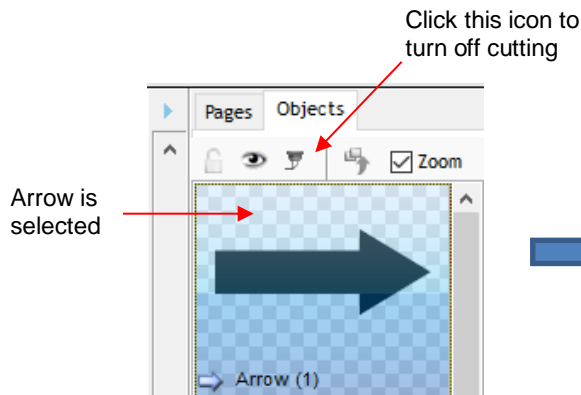 Click this icon to
turn off cutting
Pages Objects
Zoom
Arrow is
selected
Arrow (1)